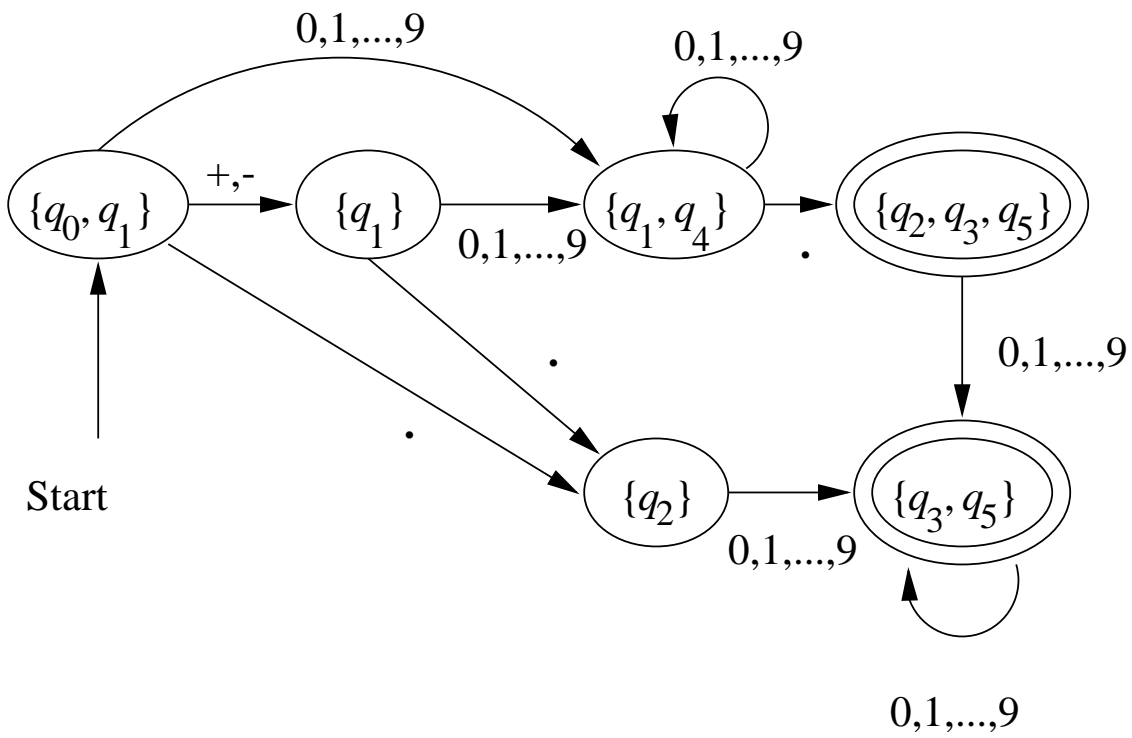 0,1,...,9
0,1,...,9
+,-
{q0, q1}
{q1}
{q1, q4}
{q2, q3, q5}
0,1,...,9
.
0,1,...,9
.
.
Start
{q2}
{q3, q5}
0,1,...,9
0,1,...,9